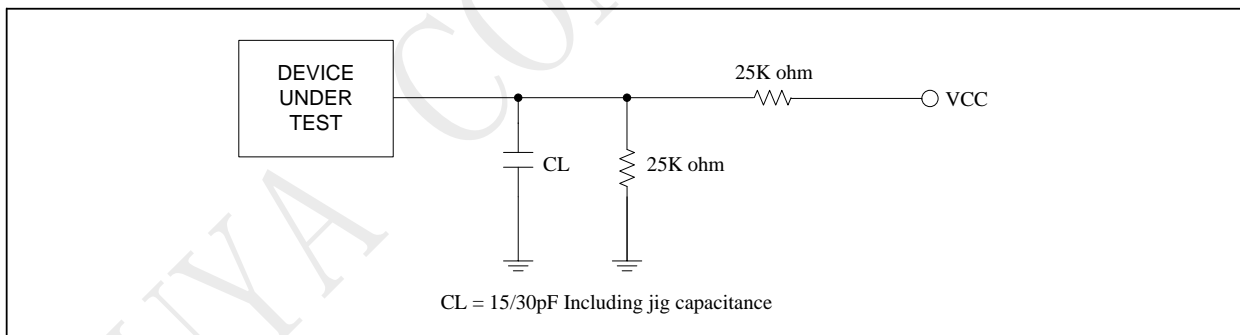 DEVICE
UNDER
TEST
25K ohm
VCC
CL
25K ohm
CL = 15/30pF Including jig capacitance